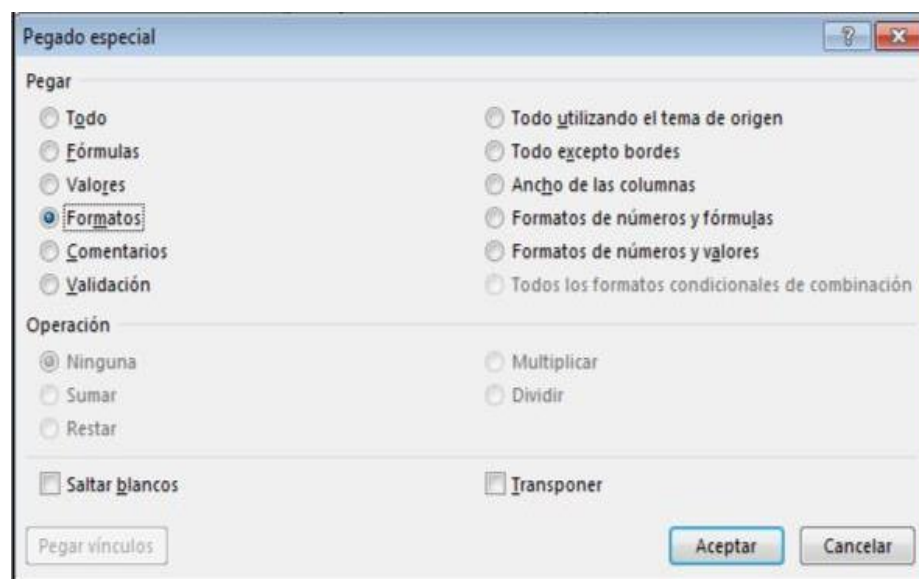 Pegado especial
Pegar
Todo
Todo utilizando el tema de origen
Fórmulas
Todo excepto bordes
Valores
Ancho de las columnas
Formatos
Formatos de números y fórmulas
Comentarios
Formatos de números y valores
Validación
Todos los formatos condicionales de combinación
Operación
Ninguna
Multiplicar
Sumar
Dividir
Restar
Saltar blancos
Transponer
Pegar vínculos
Aceptar
Cancelar